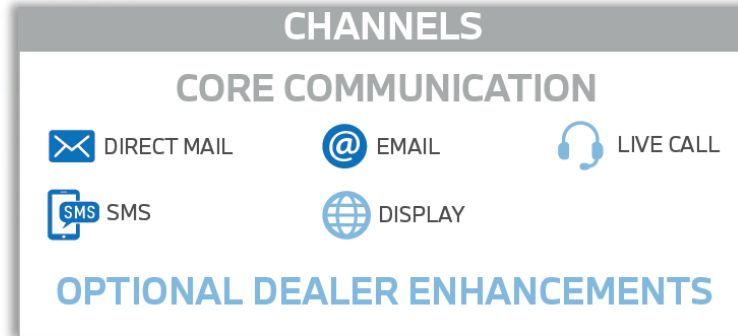 CHANNELS
CORE COMMUNICATION
DIRECT MAIL @ EMAIL LIVE CALL
SMS SMS DISPLAY
OPTIONAL DEALER ENHANCEMENTS